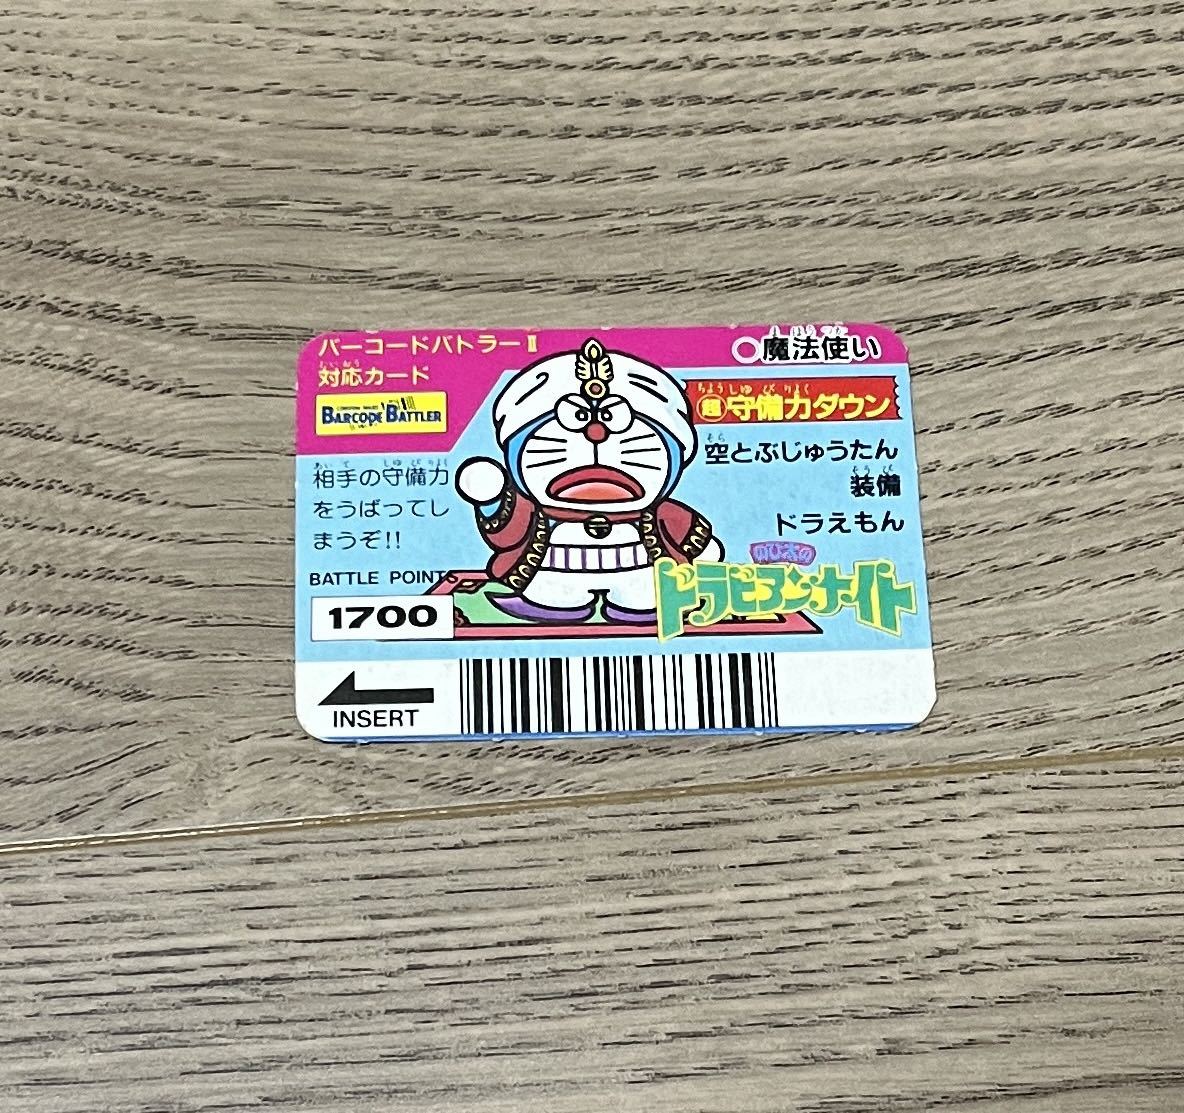 バーコードバトラーII
対応カード
BARCODE BATTLER
○魔法使い
超守備力ダウン
空とぶじゅうたん
装備
ドラえもん
相手の守備力
をうばってし
まうぞ!!
BATTLE POINTS
1700
のび太の
ドラビアンナイト
INSERT